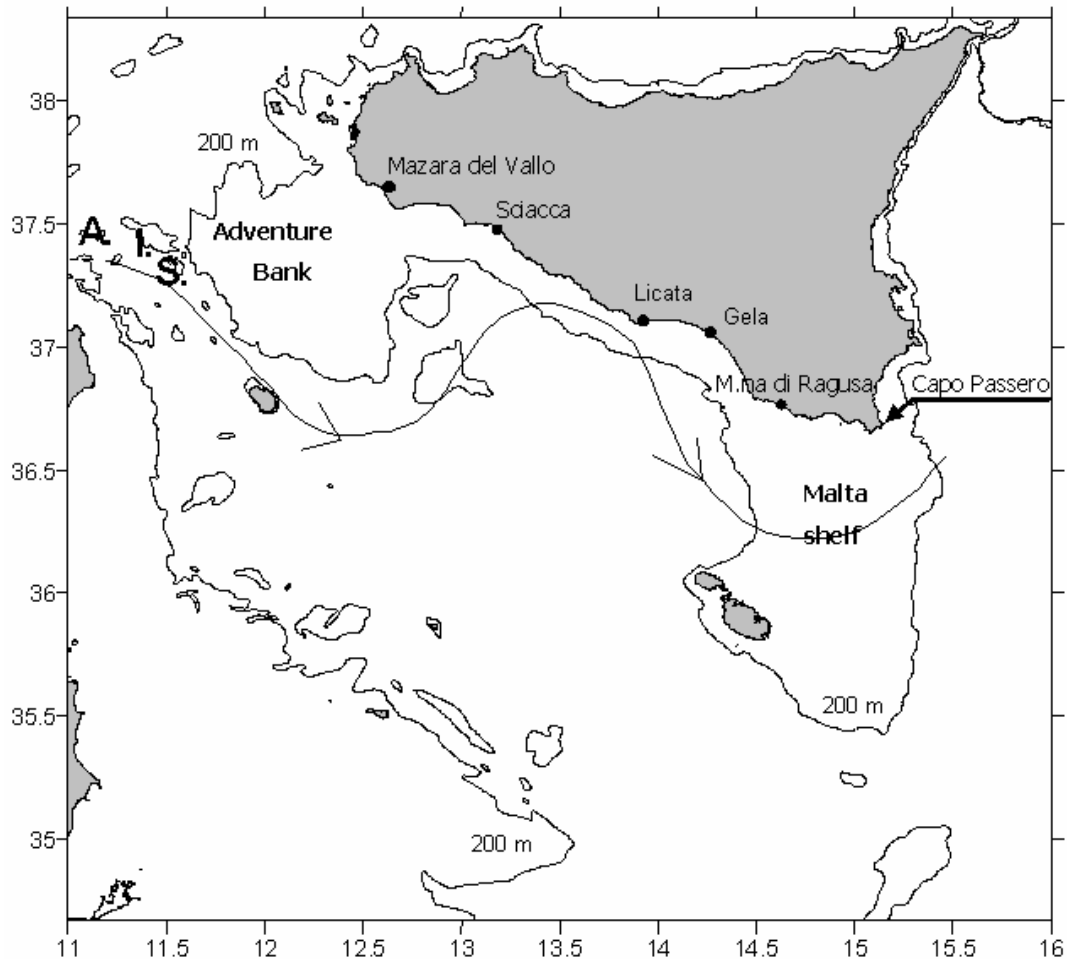 38
37.5
37
36.5
36
35.5
35
200 m
Mazara del Vallo
Sciacca
A.
I.
S.
Adventure
Bank
Licata
Gela
M.na di Ragusa
Capo Passero
Malta
shelf
200 m
200 m
11
11.5
12
12.5
13
13.5
14
14.5
15
15.5
16